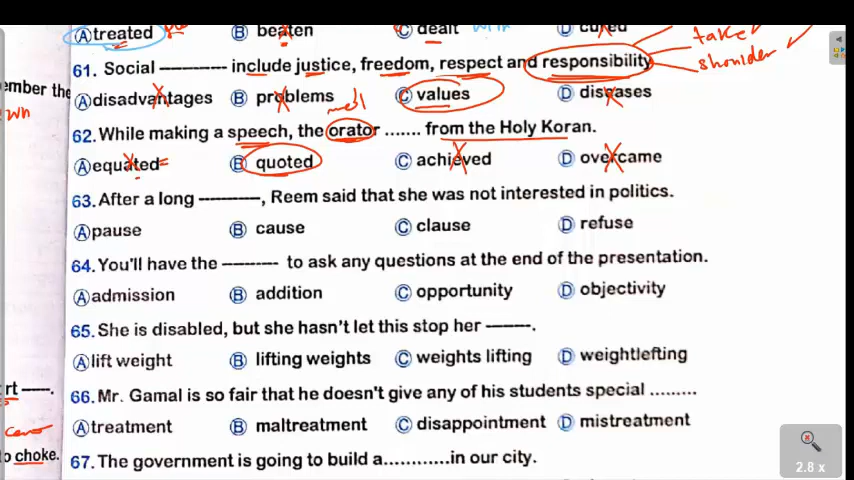 A treated B beaten C dealt with D cured
take
61. Social ---------- include justice, freedom, respect and responsibility
shoulder
A disadvantages B problems C values D diseases
ember the
wh
62. While making a speech, the orator ....... from the Holy Koran.
A equated = B quoted C achieved D overcame
63. After a long ---------, Reem said that she was not interested in politics.
A pause B cause C clause D refuse
64. You'll have the --------- to ask any questions at the end of the presentation.
A admission B addition C opportunity D objectivity
65. She is disabled, but she hasn't let this stop her -------.
A lift weight B lifting weights C weights lifting D weightlefting
rt ----.
66. Mr. Gamal is so fair that he doesn't give any of his students special .........
A treatment B maltreatment C disappointment D mistreatment
o choke.
67. The government is going to build a............in our city.
2.8 x